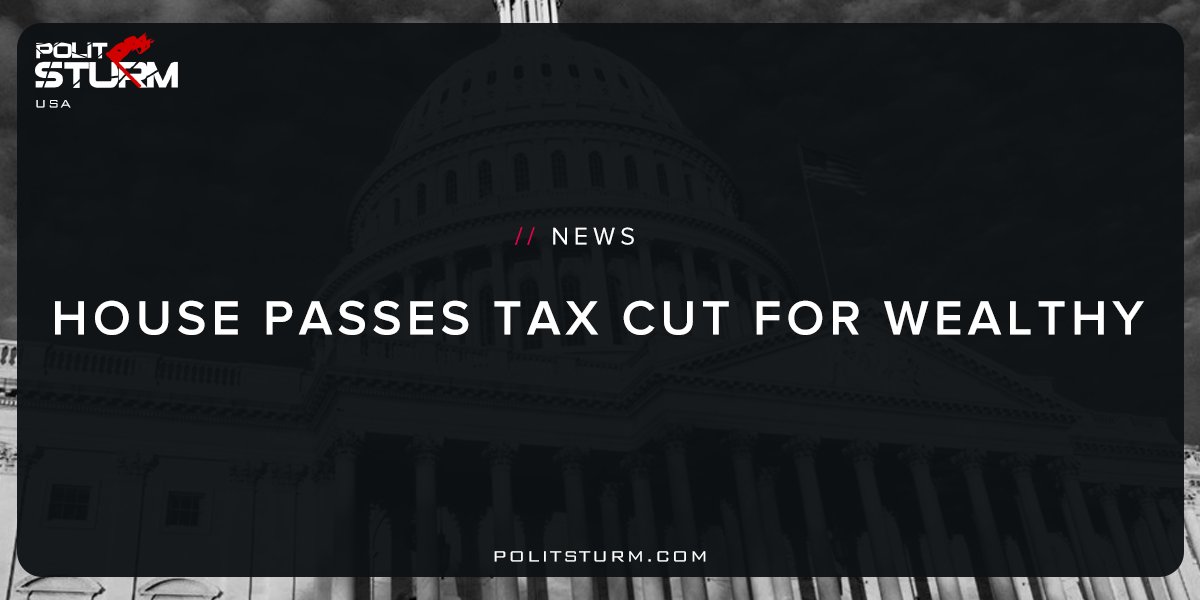 POLIT
STURM
USA
// NEWS
HOUSE PASSES TAX CUT FOR WEALTHY
POLITSTURM.COM